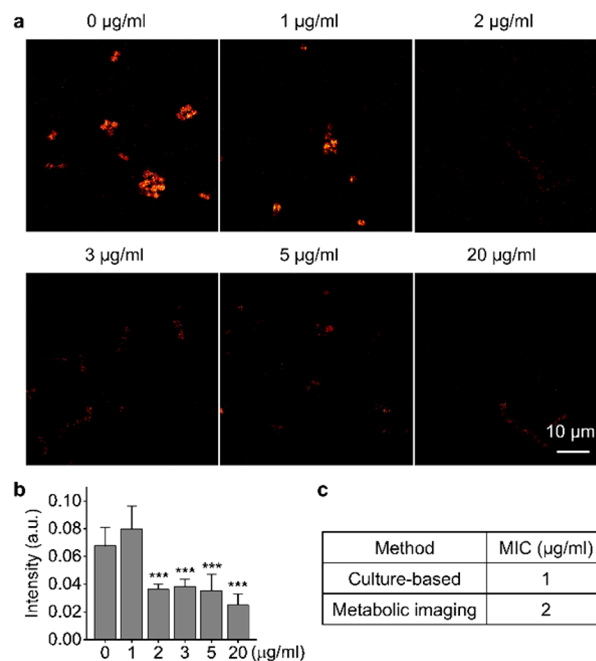 a
0 µg/ml 1 µg/ml 2 µg/ml
3 µg/ml 5 µg/ml 20 µg/ml
10 µm
b
Intensity (a.u.)
0.10
0.08
0.06
0.04
0.02
0.00
*** *** *** ***
0 1 2 3 5 20 (µg/ml)
c
Method MIC (µg/ml)
Culture-based 1
Metabolic imaging 2